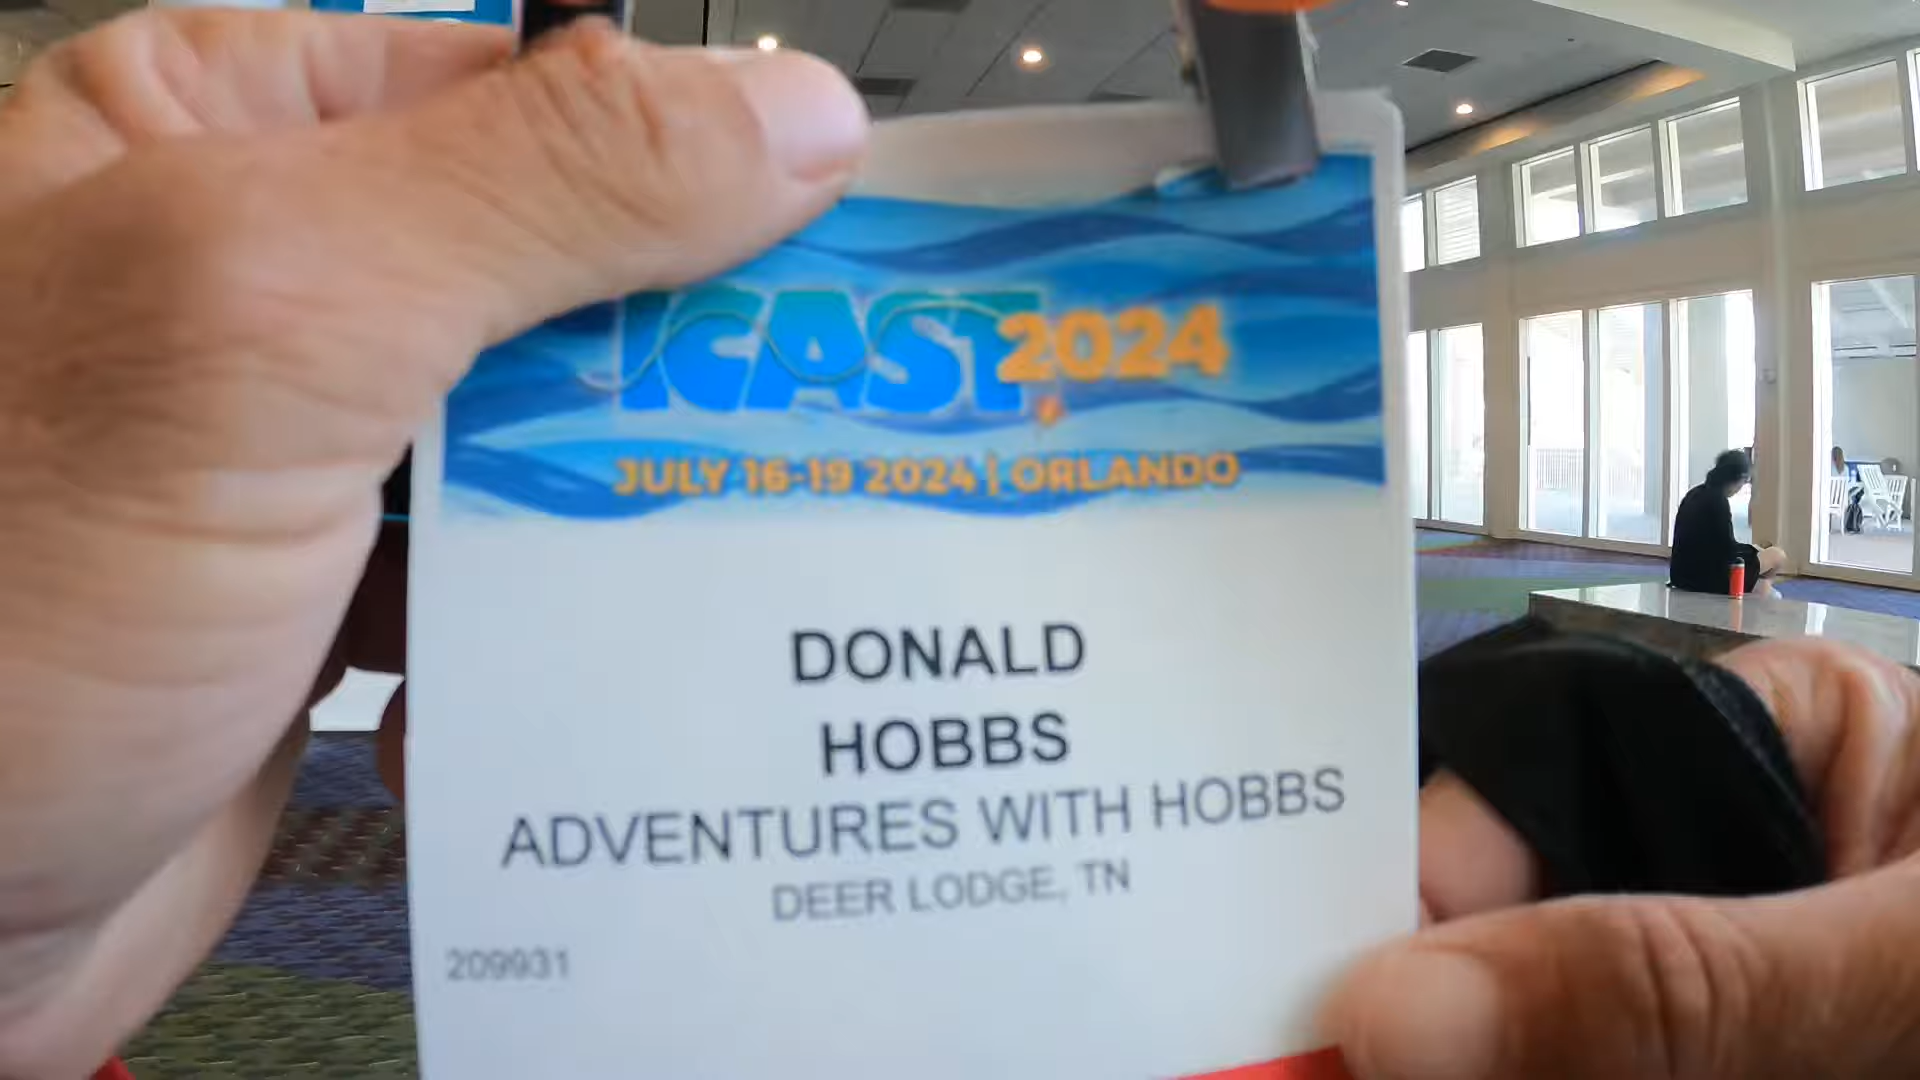 ICAST 2024
JULY 16-19 2024 | ORLANDO
DONALD
HOBBS
ADVENTURES WITH HOBBS
DEER LODGE, TN
209931